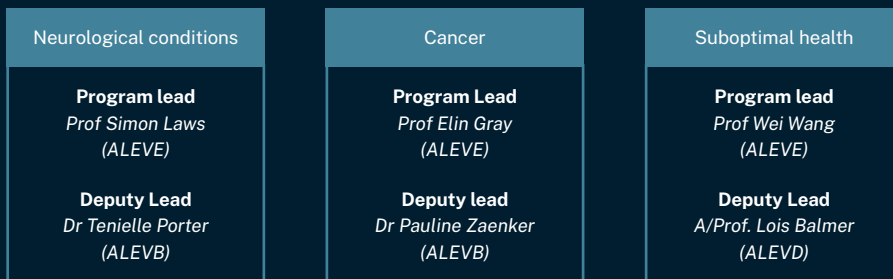 Neurological conditions
Program lead
Prof Simon Laws
(ALEVE)
Deputy Lead
Dr Tenielle Porter
(ALEVB)
Cancer
Program Lead
Prof Elin Gray
(ALEVE)
Deputy lead
Dr Pauline Zaenker
(ALEVB)
Suboptimal health
Program lead
Prof Wei Wang
(ALEVE)
Deputy Lead
A/Prof. Lois Balmer
(ALEVD)